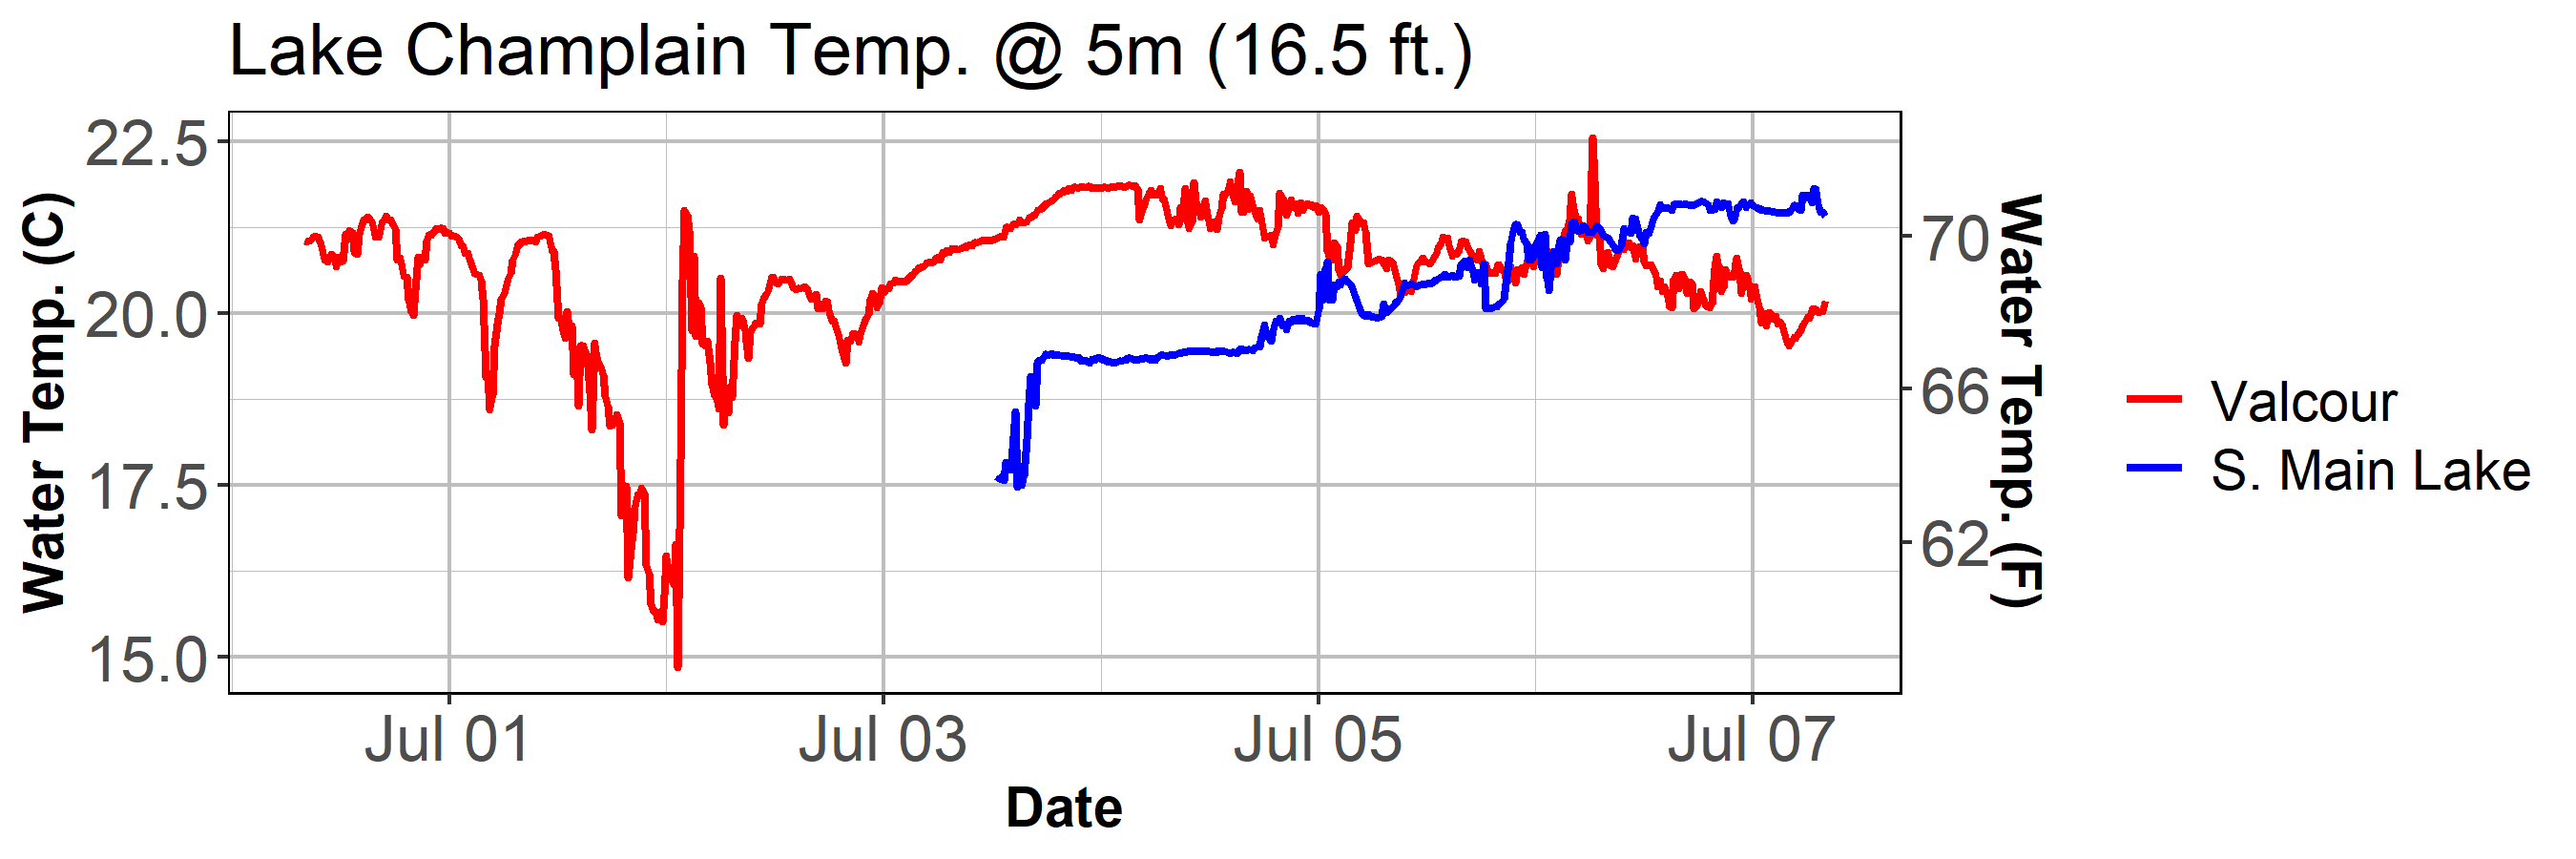 Lake Champlain Temp. @ 5m (16.5 ft.)
Water Temp. (C)
22.5
20.0
17.5
15.0
70
66
62
Water Temp. (F)
Valcour
S. Main Lake
Jul 01
Jul 03
Jul 05
Jul 07
Date